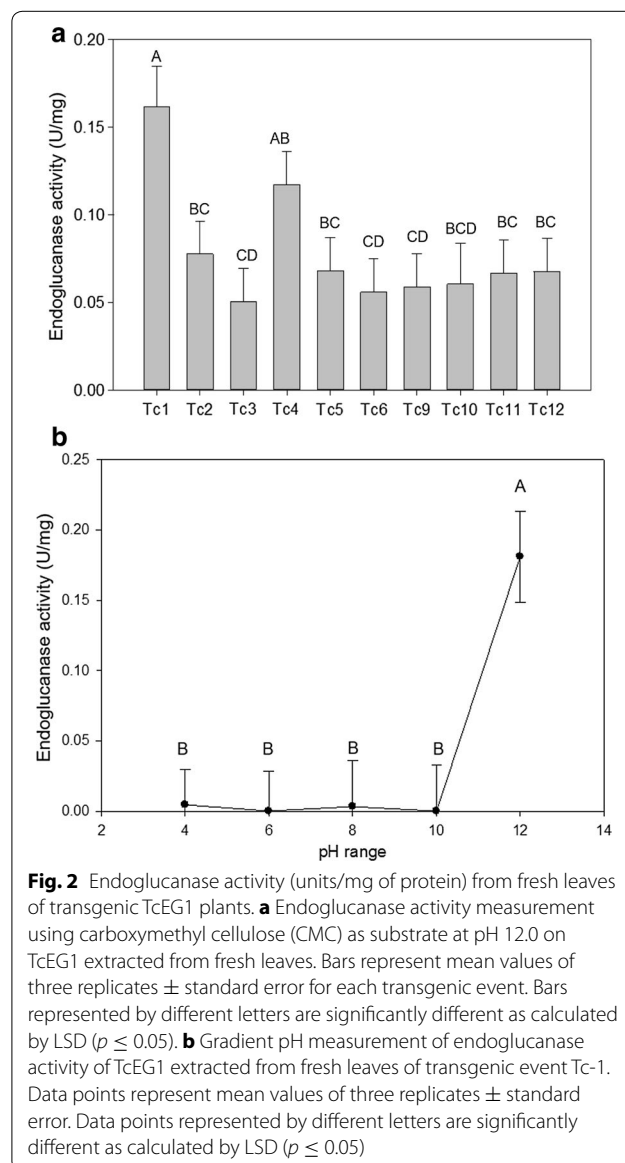 a
0.20
0.15
0.10
0.05
0.00
Endoglucanase activity (U/mg)
A
BC
CD
AB
BC
CD
CD
BCD
BC
BC
Tc1 Tc2 Tc3 Tc4 Tc5 Tc6 Tc9 Tc10 Tc11 Tc12
b
0.25
0.20
0.15
0.10
0.05
0.00
Endoglucanase activity (U/mg)
B
B
B
B
A
2 4 6 8 10 12 14
pH range
Fig. 2 Endoglucanase activity (units/mg of protein) from fresh leaves
of transgenic TcEG1 plants. a Endoglucanase activity measurement
using carboxymethyl cellulose (CMC) as substrate at pH 12.0 on
TcEG1 extracted from fresh leaves. Bars represent mean values of
three replicates ± standard error for each transgenic event. Bars
represented by different letters are significantly different as calculated
by LSD (p ≤ 0.05). b Gradient pH measurement of endoglucanase
activity of TcEG1 extracted from fresh leaves of transgenic event Tc-1.
Data points represent mean values of three replicates ± standard
error. Data points represented by different letters are significantly
different as calculated by LSD (p ≤ 0.05)